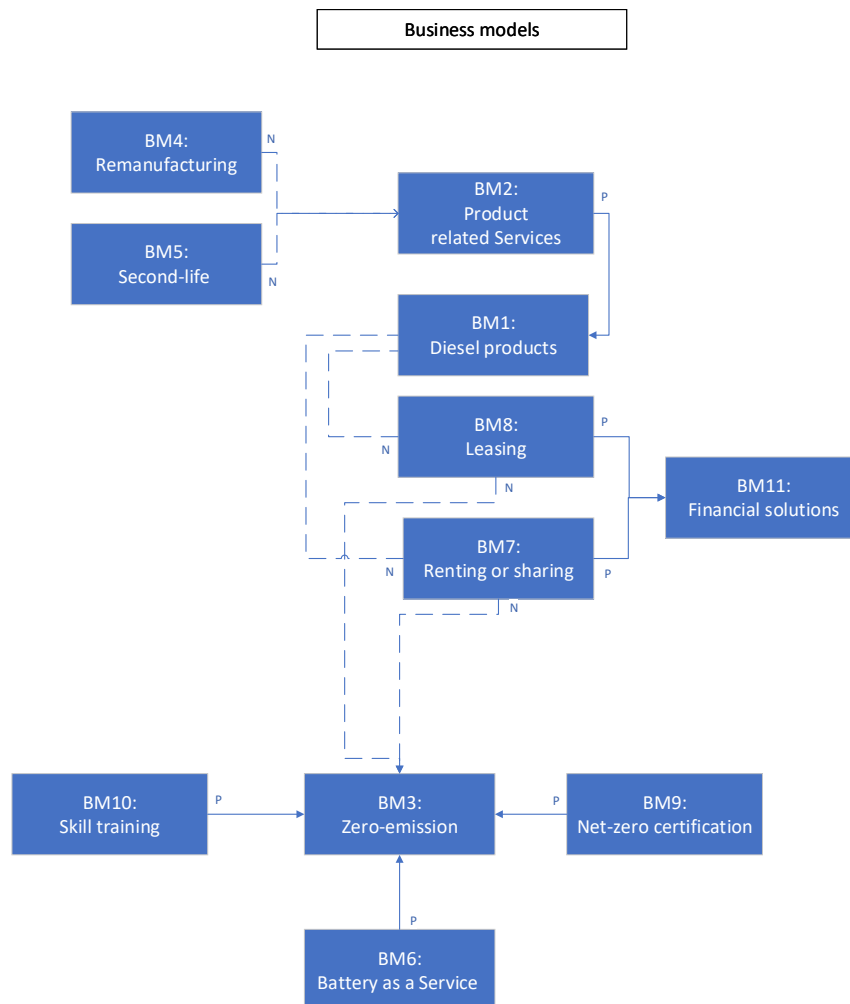 Business models
BM4:
Remanufacturing
N
BM2:
Product
related Services
P
BM5:
Second-life
N
BM1:
Diesel products
BM8:
Leasing
P
N
N
BM11:
Financial solutions
BM7:
Renting or sharing
N
P
N
BM10:
Skill training
P
BM3:
Zero-emission
P
BM9:
Net-zero certification
P
BM6:
Battery as a Service